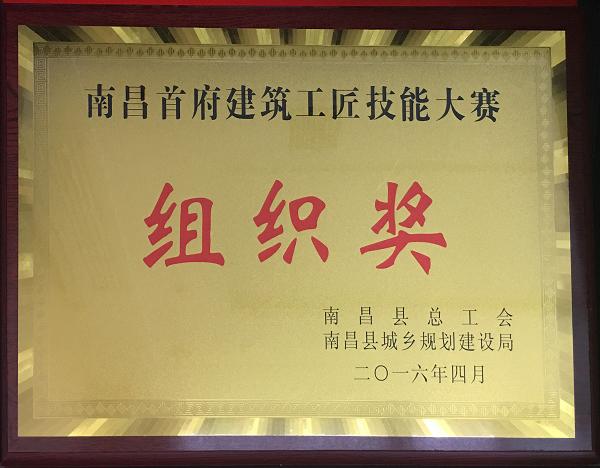 南昌首府建筑工匠技能大赛
组织奖
南昌县总工会
南昌县城乡规划建设局
二〇一六年四月